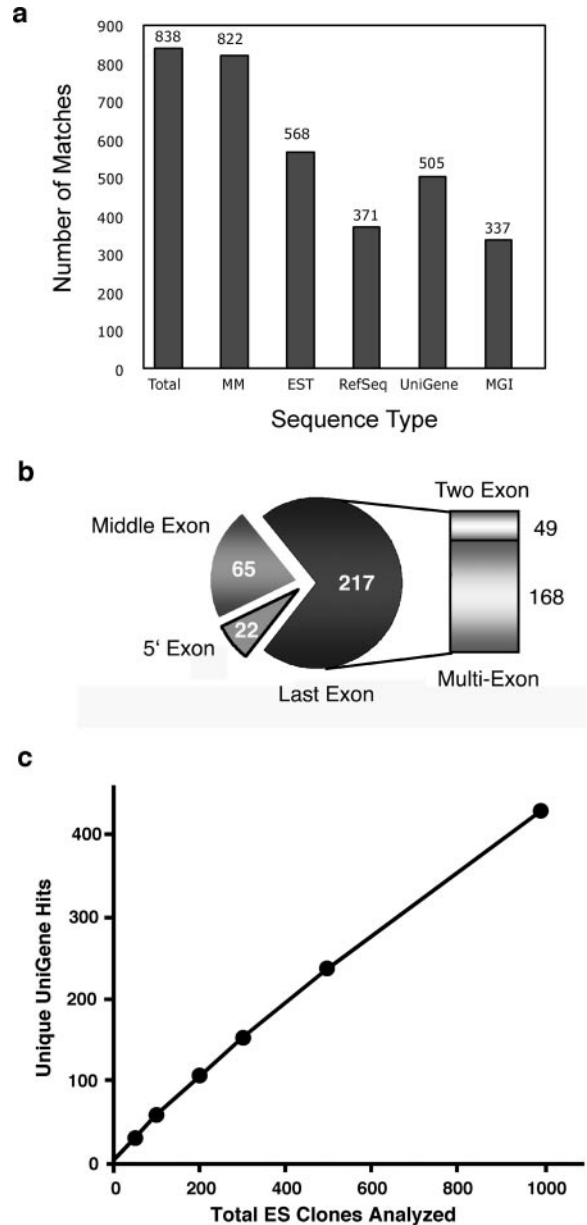 a
Number of Matches
900
800
700
600
500
400
300
200
100
0
838
822
568
371
505
337
Total MM EST RefSeq UniGene MGI
Sequence Type
b
Middle Exon
65
22
5' Exon
217
Last Exon
Two Exon
49
168
Multi-Exon
c
Unique UniGene Hits
400
300
200
100
0
0 200 400 600 800 1000
Total ES Clones Analyzed